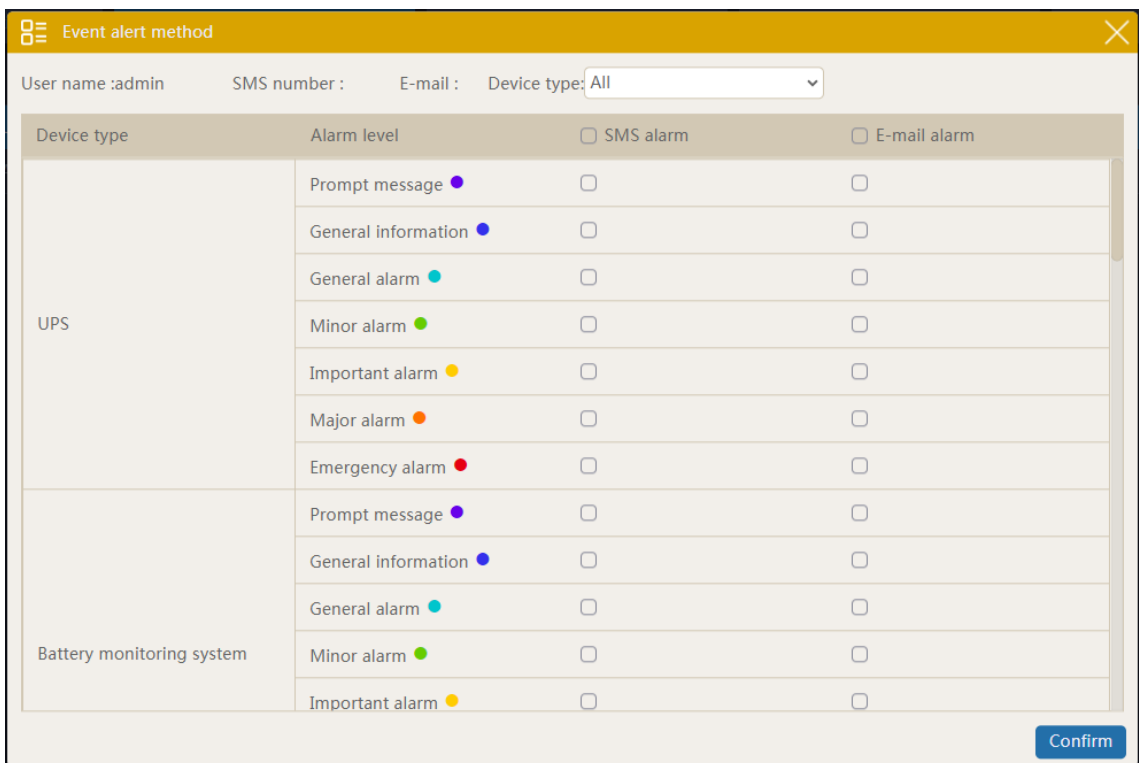 Event alert method
User name :admin SMS number : E-mail : Device type: All
Device type Alarm level SMS alarm E-mail alarm
Prompt message
General information
General alarm
UPS Minor alarm
Important alarm
Major alarm
Emergency alarm
Prompt message
General information
General alarm
Battery monitoring system Minor alarm
Important alarm
Confirm